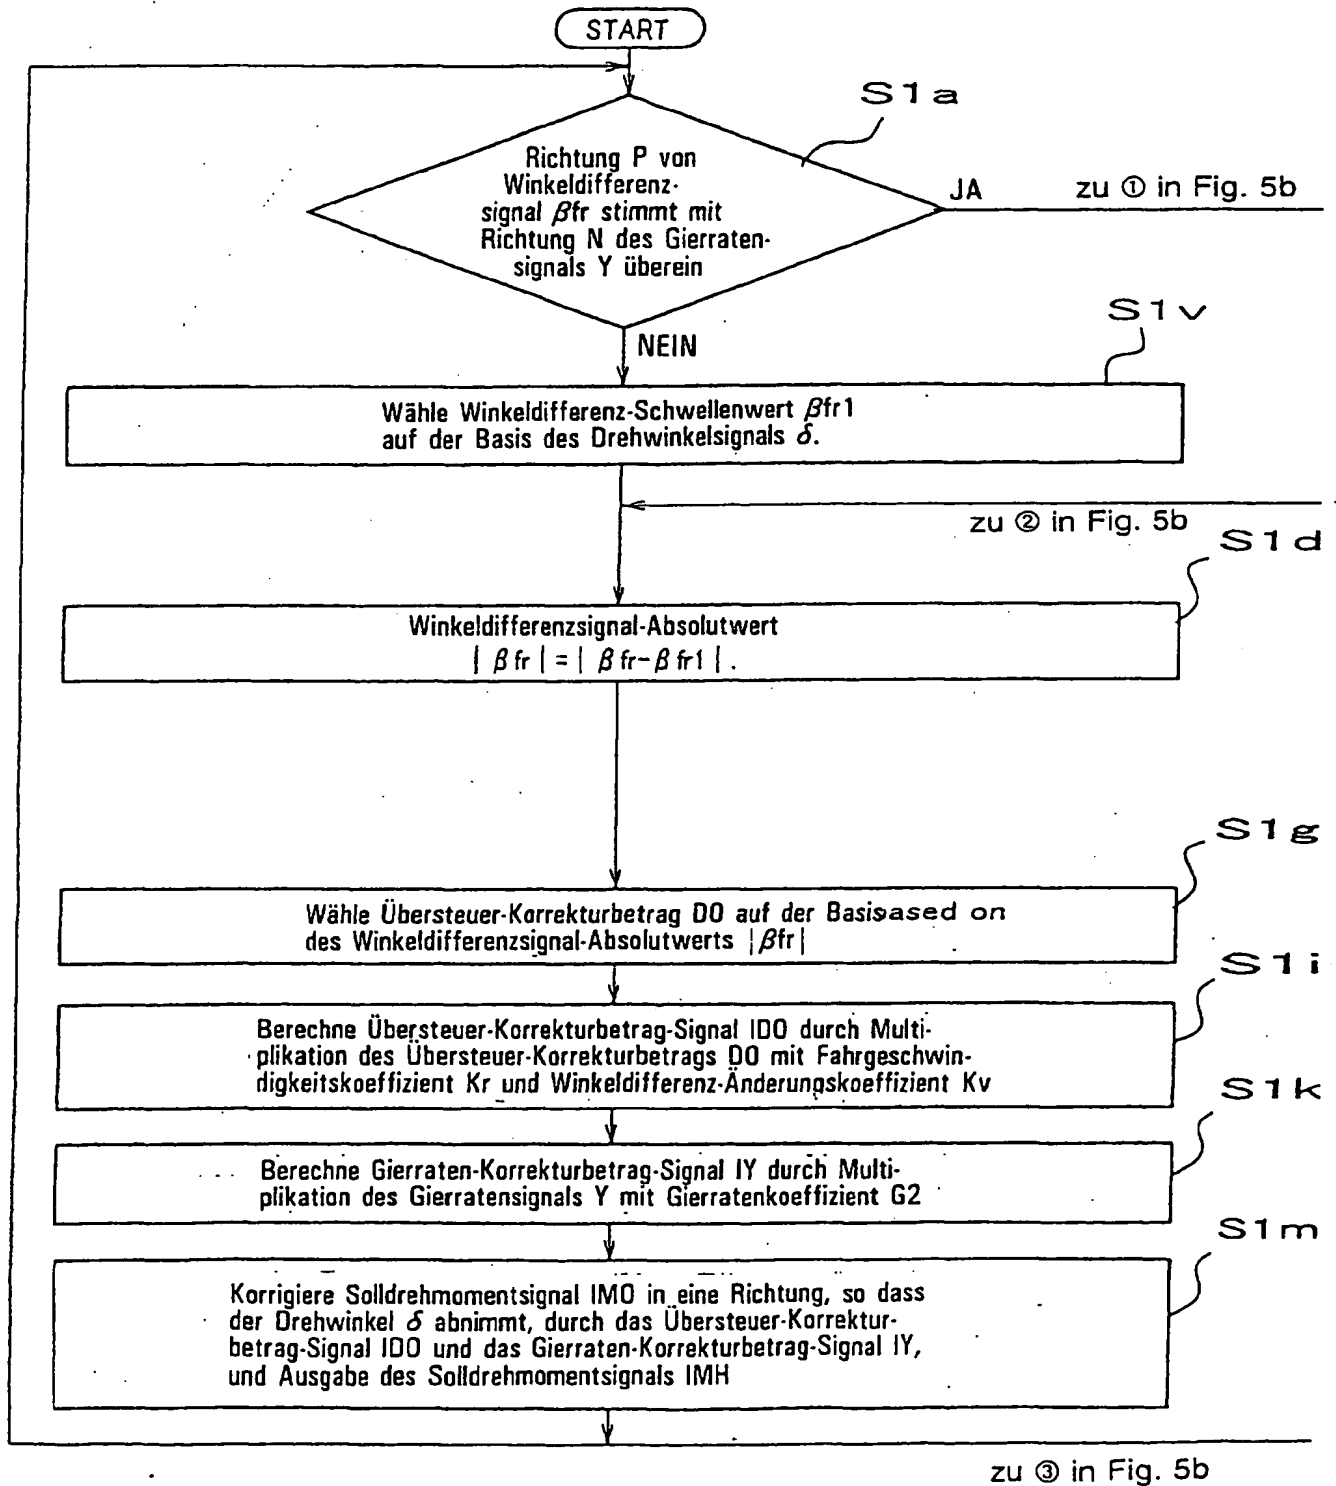 START
S1a
Richtung P von
Winkeldifferenz-
signal βfr stimmt mit
Richtung N des Gierraten-
signals Y überein
JA
zu ① in Fig. 5b
NEIN
S1v
Wähle Winkeldifferenz-Schwellenwert βfr1
auf der Basis des Drehwinkelsignals δ.
zu ② in Fig. 5b
S1d
Winkeldifferenzsignal-Absolutwert
| β fr | = | β fr-β fr1 | .
S1g
Wähle Übersteuer-Korrekturbetrag DO auf der Basisased on
des Winkeldifferenzsignal-Absolutwerts |βfr|
S1i
Berechne Übersteuer-Korrekturbetrag-Signal IDO durch Multi-
plikation des Übersteuer-Korrekturbetrags DO mit Fahrgeschwin-
digkeitskoeffizient Kr und Winkeldifferenz-Änderungskoeffizient Kv
S1k
Berechne Gierraten-Korrekturbetrag-Signal IY durch Multi-
plikation des Gierratensignals Y mit Gierratenkoeffizient G2
S1m
Korrigiere Solldrehmomentsignal IMO in eine Richtung, so dass
der Drehwinkel δ abnimmt, durch das Übersteuer-Korrektur-
betrag-Signal IDO und das Gierraten-Korrekturbetrag-Signal IY,
und Ausgabe des Solldrehmomentsignals IMH
zu ③ in Fig. 5b